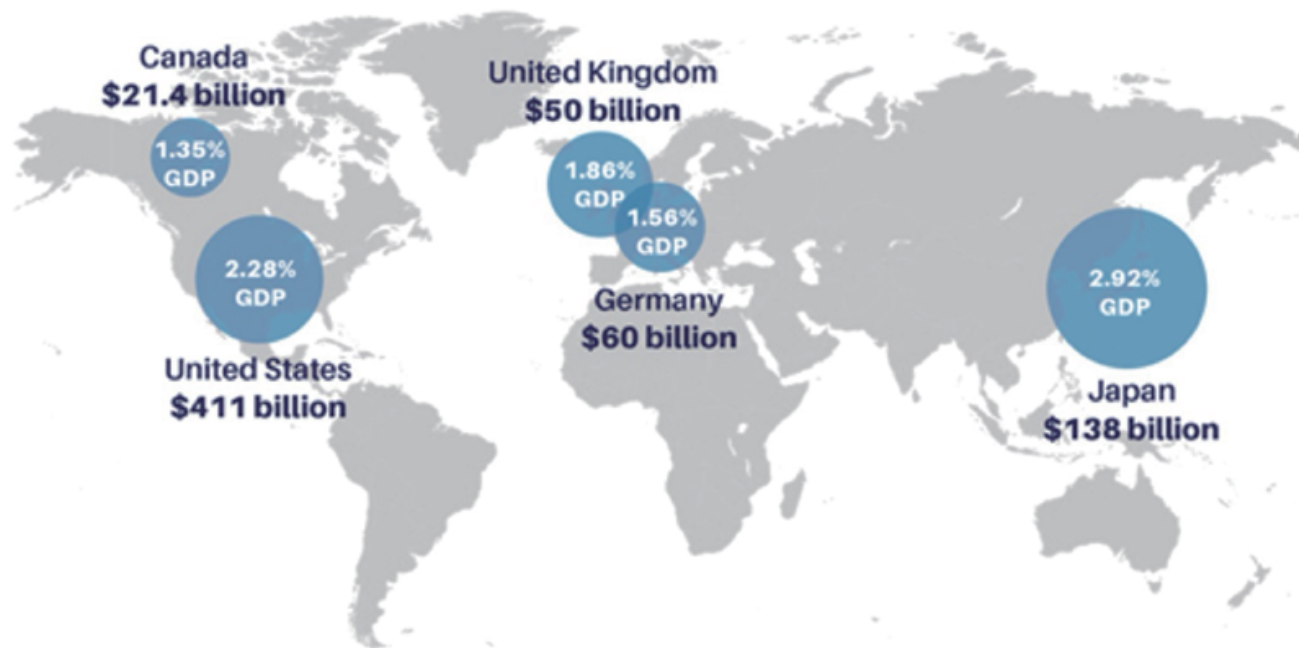 Canada
$21.4 billion
1.35%
GDP
United Kingdom
$50 billion
1.86%
GDP
1.56%
GDP
Germany
$60 billion
2.28%
GDP
United States
$411 billion
2.92%
GDP
Japan
$138 billion